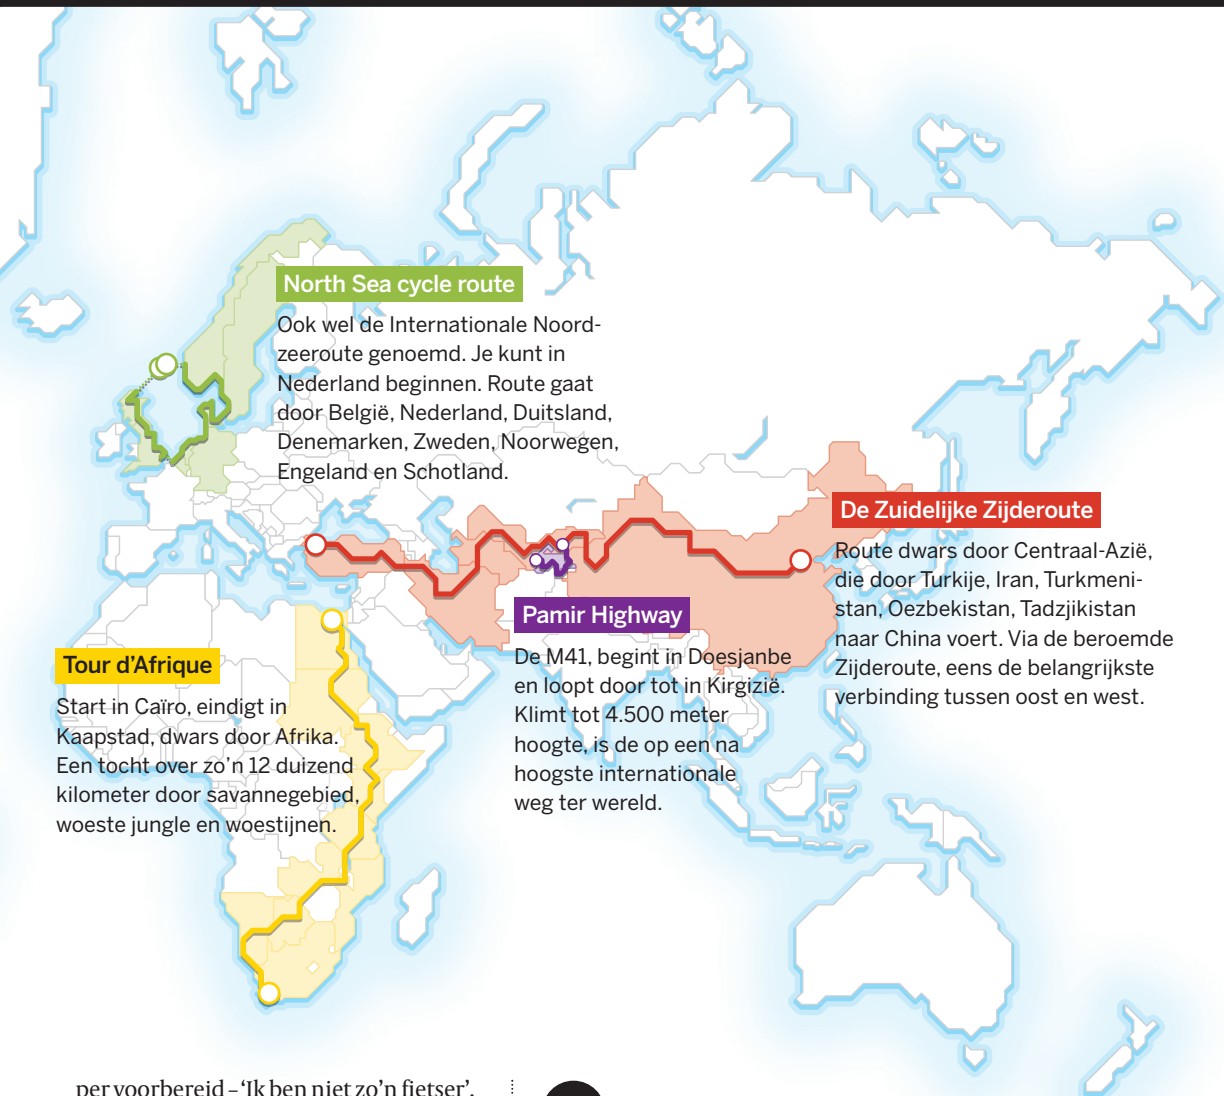 North Sea cycle route
Ook wel de Internationale Noord-
zeeroute genoemd. Je kunt in
Nederland beginnen. Route gaat
door België, Nederland, Duitsland,
Denemarken, Zweden, Noorwegen,
Engeland en Schotland.
De Zuidelijke Zijderoute
Route dwars door Centraal-Azië,
die door Turkije, Iran, Turkmeni-
stan, Oezbekistan, Tadzjikistan
naar China voert. Via de beroemde
Zijderoute, eens de belangrijkste
verbinding tussen oost en west.
Pamir Highway
De M41, begint in Doesjanbe
en loopt door tot in Kirgizië.
Klimt tot 4.500 meter
hoogte, is de op een na
hoogste internationale
weg ter wereld.
Tour d’Afrique
Start in Caïro, eindigt in
Kaapstad, dwars door Afrika.
Een tocht over zo’n 12 duizend
kilometer door savannegebied,
woeste jungle en woestijnen.
per voorbereid – ‘Ik ben niet zo’n fietser’.